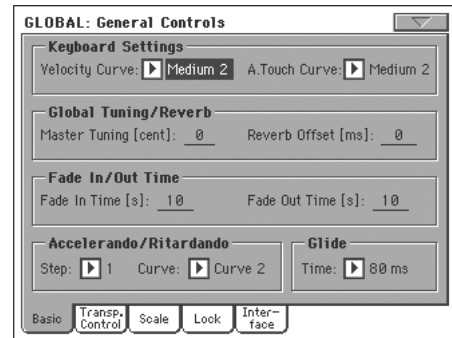 GLOBAL: General Controls
Keyboard Settings
Velocity Curve: Medium 2 A.Touch Curve: Medium 2
Global Tuning/Reverb
Master Tuning [cent]: 0 Reverb Offset [ms]: 0
Fade In/Out Time
Fade In Time [s]: 10 Fade Out Time [s]: 10
Accelerando/Ritardando Glide
Step: 1 Curve: Curve 2 Time: 80 ms
Basic Transp. Control Scale Lock Inter-face